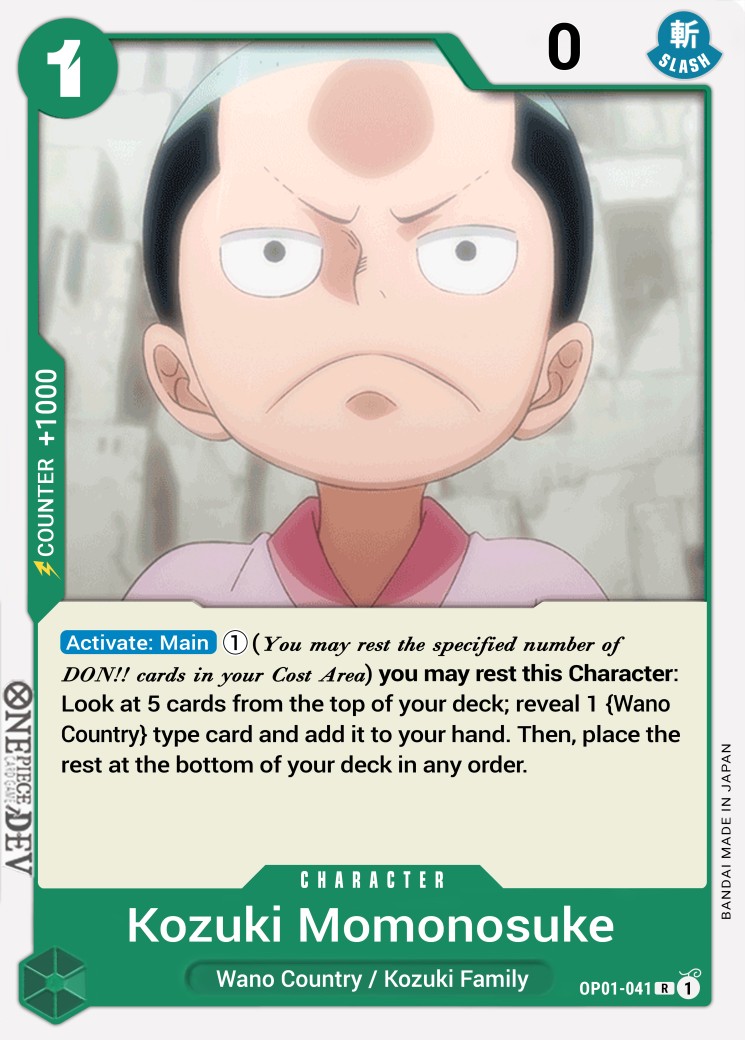 1
0
斬
SLASH
COUNTER +1000
Activate: Main ① (You may rest the specified number of
DON!! cards in your Cost Area) you may rest this Character:
Look at 5 cards from the top of your deck; reveal 1 {Wano
Country} type card and add it to your hand. Then, place the
rest at the bottom of your deck in any order.
ONE PIECE
CARD GAME
.DEV
BANDAI MADE IN JAPAN
CHARACTER
Kozuki Momonosuke
Wano Country / Kozuki Family
OP01-041 R 1